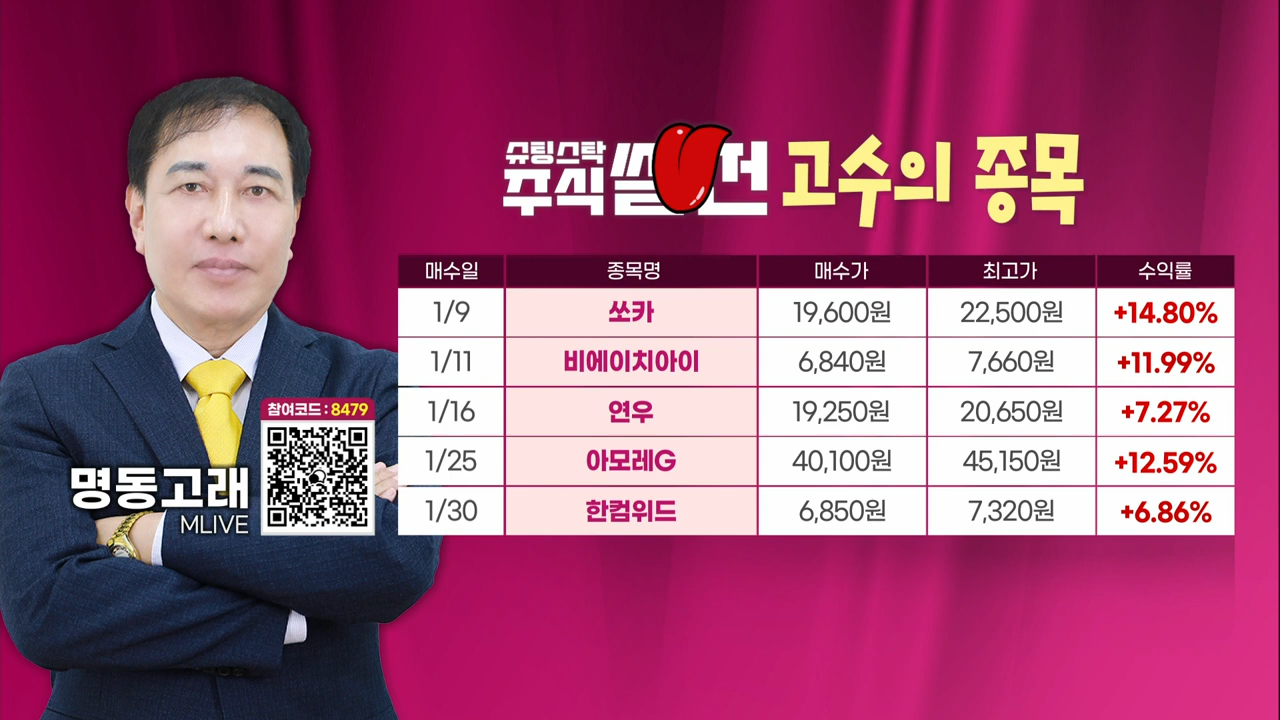 슈팅스탁
주식썰전 고수의 종목
매수일 종목명 매수가 최고가 수익률
1/9 쏘카 19,600원 22,500원 +14.80%
1/11 비에이치아이 6,840원 7,660원 +11.99%
1/16 연우 19,250원 20,650원 +7.27%
1/25 아모레G 40,100원 45,150원 +12.59%
1/30 한컴위드 6,850원 7,320원 +6.86%
참여코드 : 8479
명동고래
MLIVE